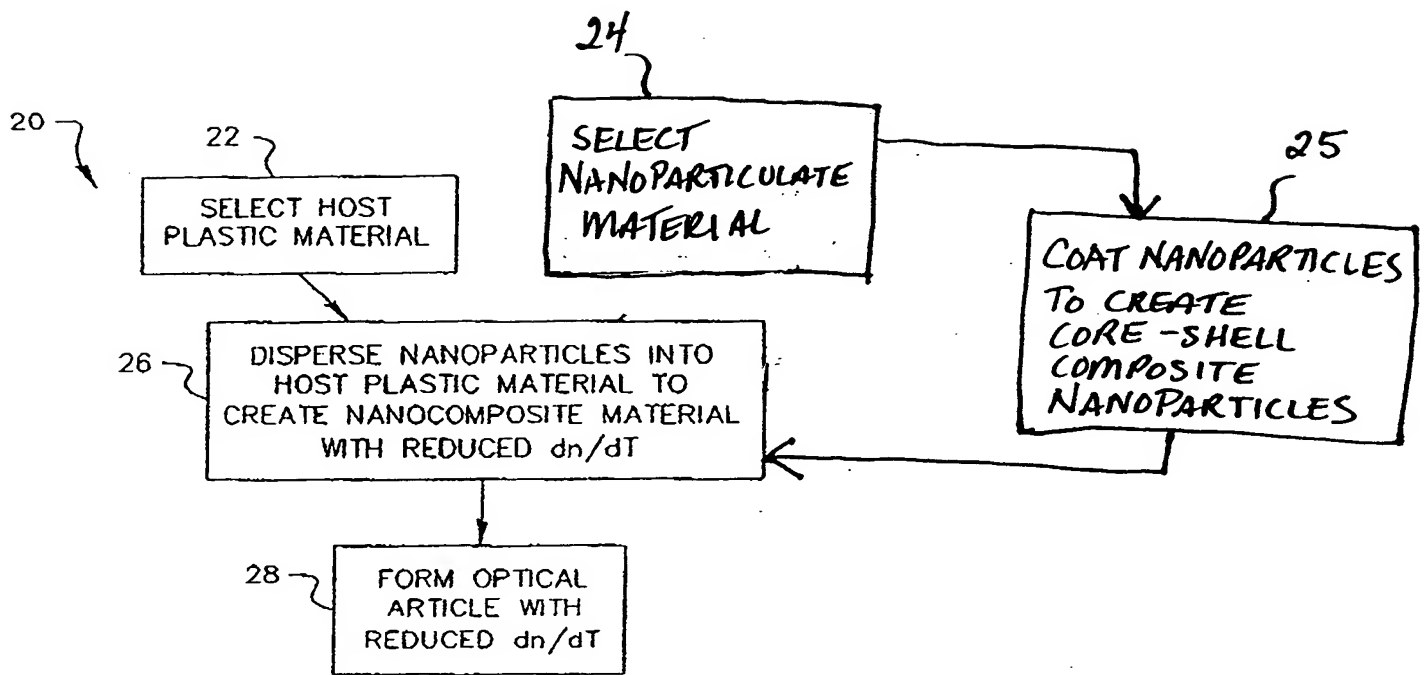 24
SELECT
NANOPARTICULATE
MATERIAL
20
22
SELECT HOST
PLASTIC MATERIAL
25
COAT NANOPARTICLES
TO CREATE
CORE-SHELL
COMPOSITE
NANOPARTICLES
26
DISPERSE NANOPARTICLES INTO
HOST PLASTIC MATERIAL TO
CREATE NANOCOMPOSITE MATERIAL
WITH REDUCED dn/dT
28
FORM OPTICAL
ARTICLE WITH
REDUCED dn/dT